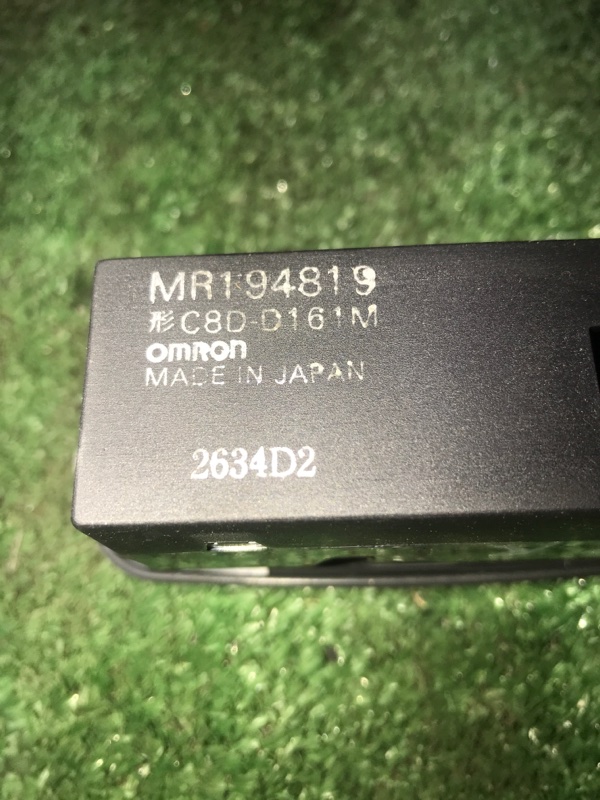 MR194819
形C8D-D161M
omron
MADE IN JAPAN
2634D2